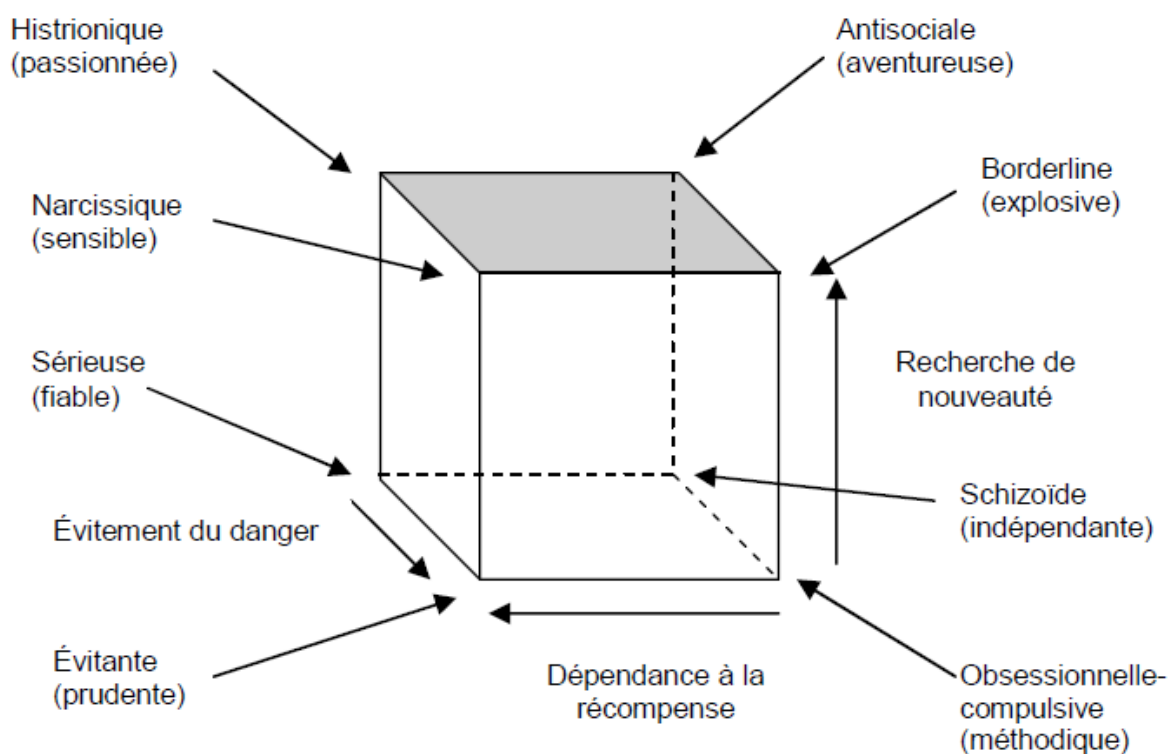 Histrionique
(passionnée)
Antisociale
(aventureuse)
Borderline
(explosive)
Narcissique
(sensible)
Sérieuse
(fiable)
Recherche de
nouveauté
Schizoïde
(indépendante)
Évitement du danger
Évitante
(prudente)
Dépendance à la
récompense
Obsessionnelle-
compulsive
(méthodique)